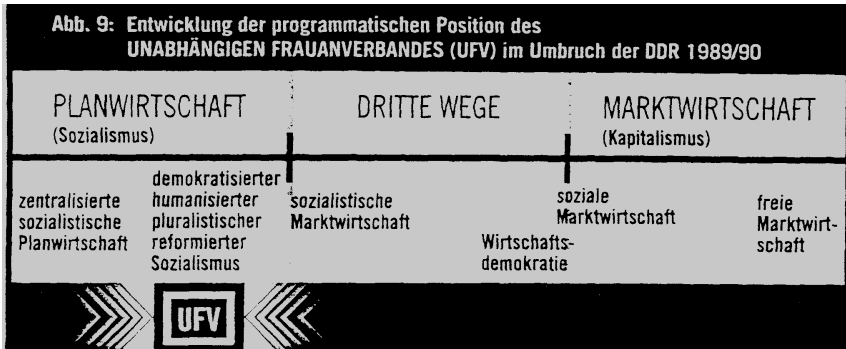 Abb. 9: Entwicklung der programmatischen Position des
UNABHÄNGIGEN FRAUANVERBANDES (UFV) im Umbruch der DDR 1989/90
PLANWIRTSCHAFT
(Sozialismus)
DRITTE WEGE
MARKTWIRTSCHAFT
(Kapitalismus)
zentralisierte
sozialistische
Planwirtschaft
demokratisierter
humanisierter
pluralistischer
reformierter
Sozialismus
sozialistische
Marktwirtschaft
Wirtschafts-
demokratie
soziale
Marktwirtschaft
freie
Marktwirt-
schaft
UFV